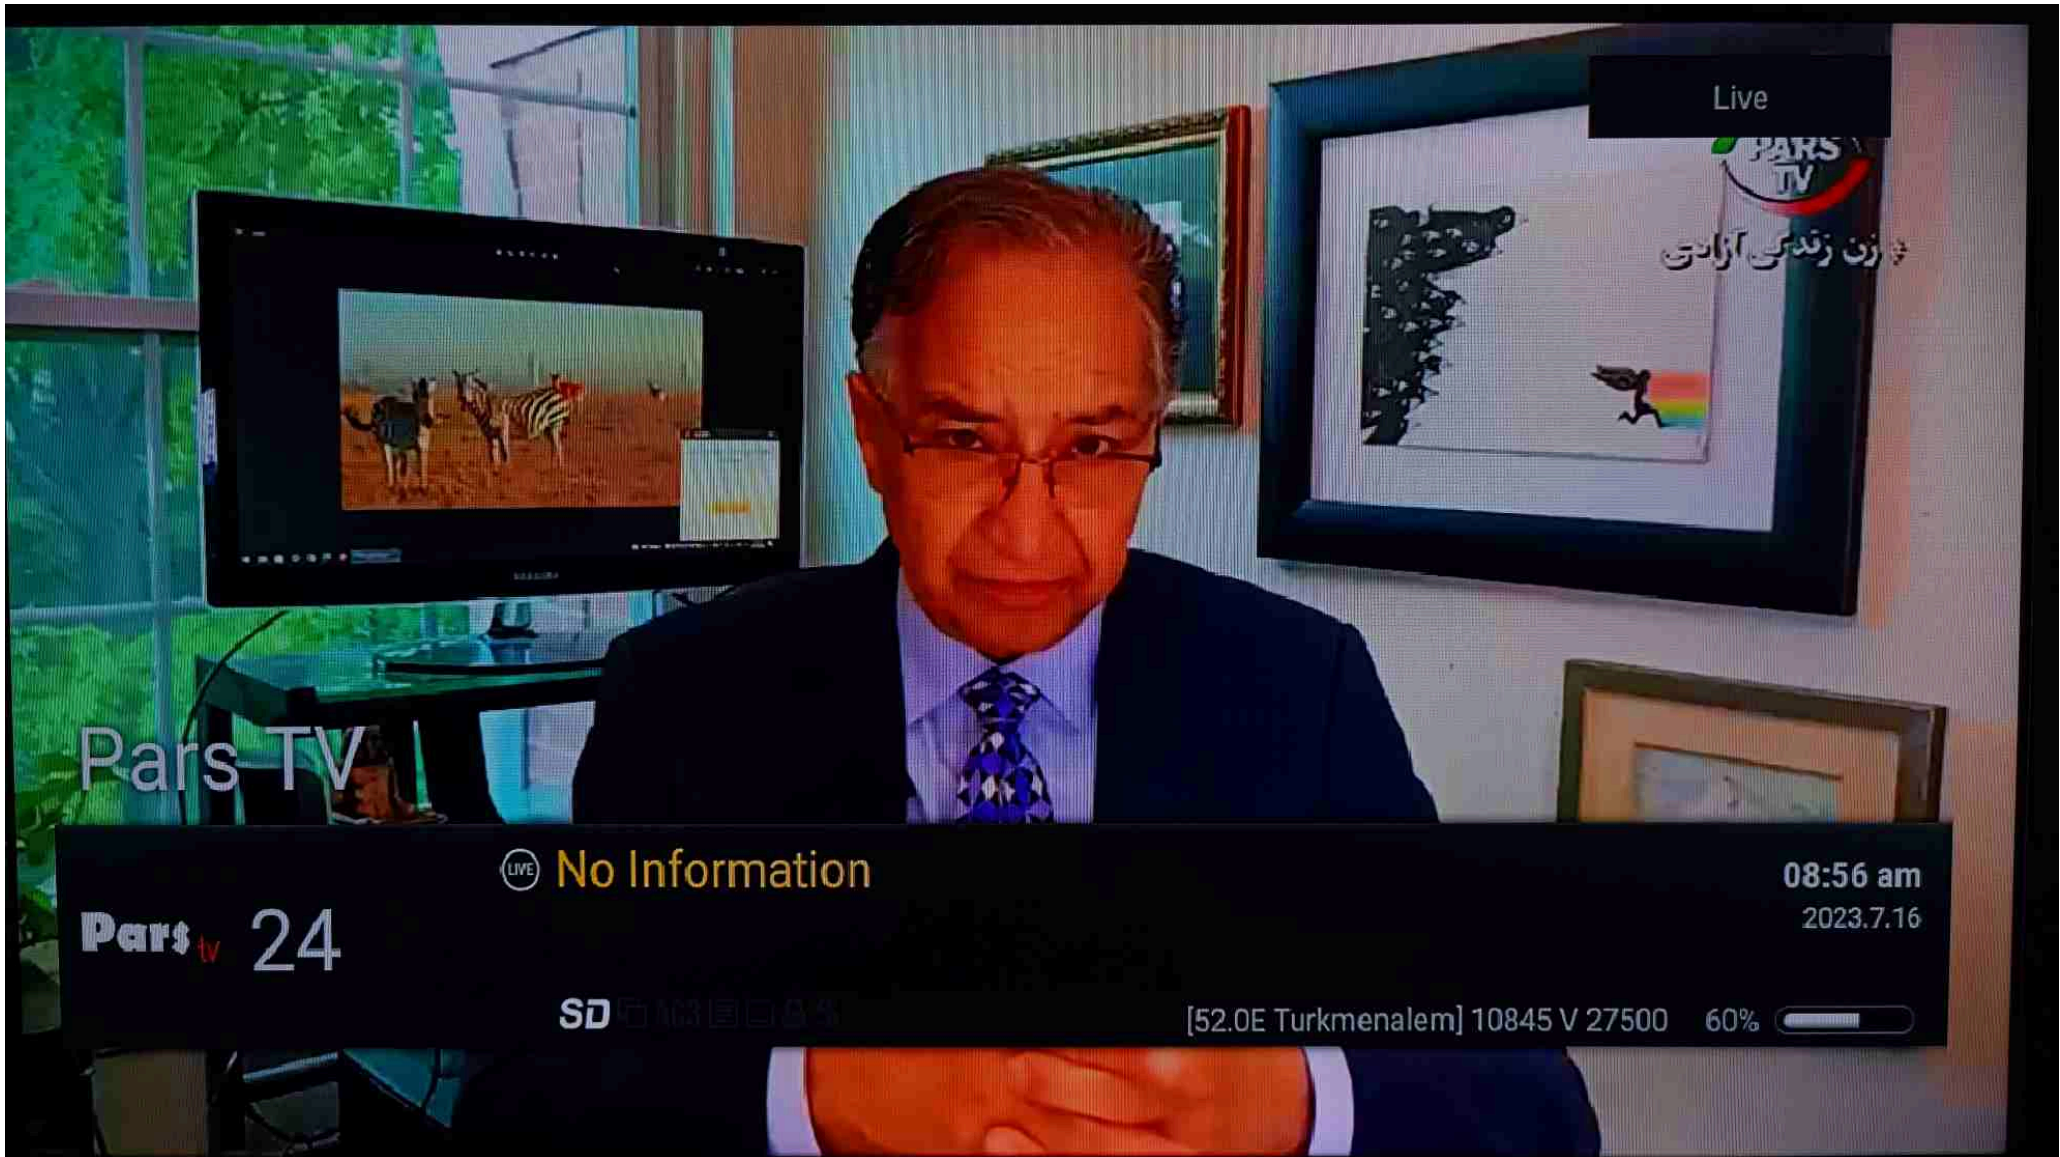 Live
PARS
TV
زن زندگی آزادی
Pars TV
LIVE No Information
08:56 am
2023.7.16
Pars tv 24
SD
[52.0E Turkmenalem] 10845 V 27500 60%